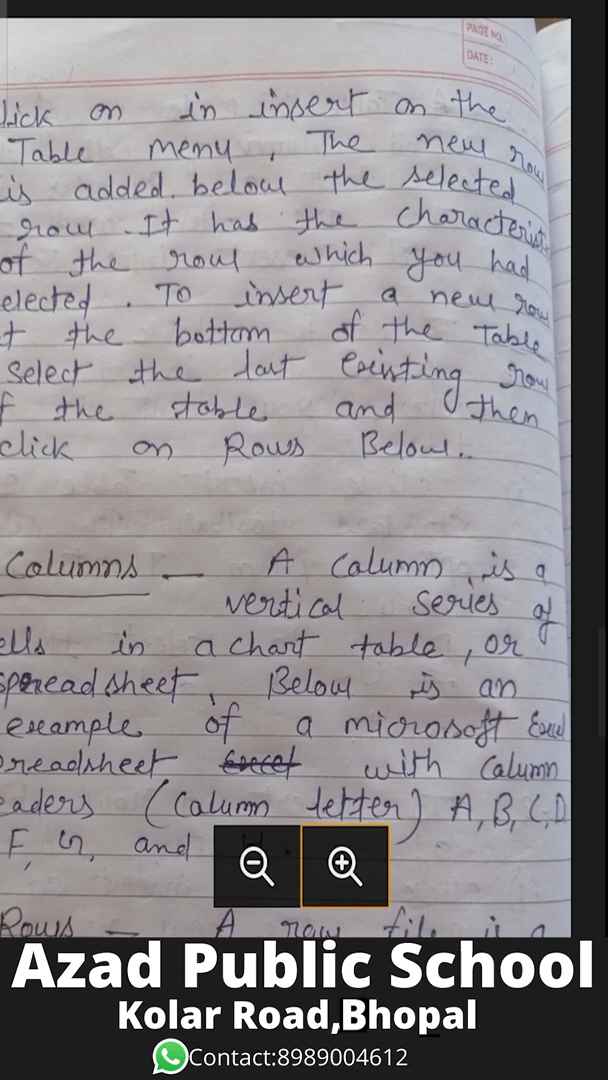 PAGE NO.:
DATE:
lick on in insert on the
Table menu. The new row
is added. below the selected
row. It has the characterist
of the row which you had
elected. To insert a new row
t the bottom of the Table
Select the last existing row
f the table and then
click on Rows Below..
Columns — A Column is a
vertical series of
ells in a chart table, or
spreadsheet. Below is an
example of a microsoft Excel
preadsheet with Column
eaders (Column letter) A, B, C, D
F, G, and
Rows — A row file is a
Azad Public School
Kolar Road,Bhopal
Contact:8989004612